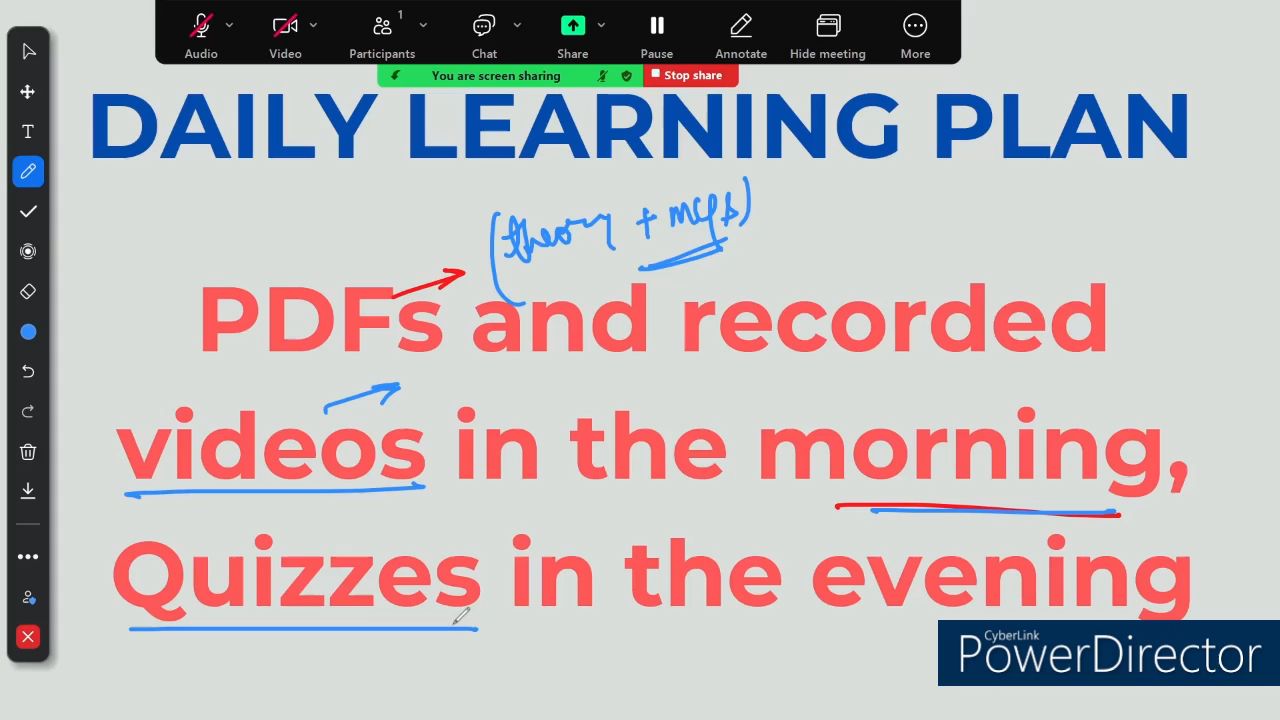 1
Audio Video Participants Chat Share Pause Annotate Hide meeting More
You are screen sharing Stop share
DAILY LEARNING PLAN
(theory + mcqs)
PDFs and recorded
videos in the morning,
Quizzes in the evening
T
CyberLink
PowerDirector